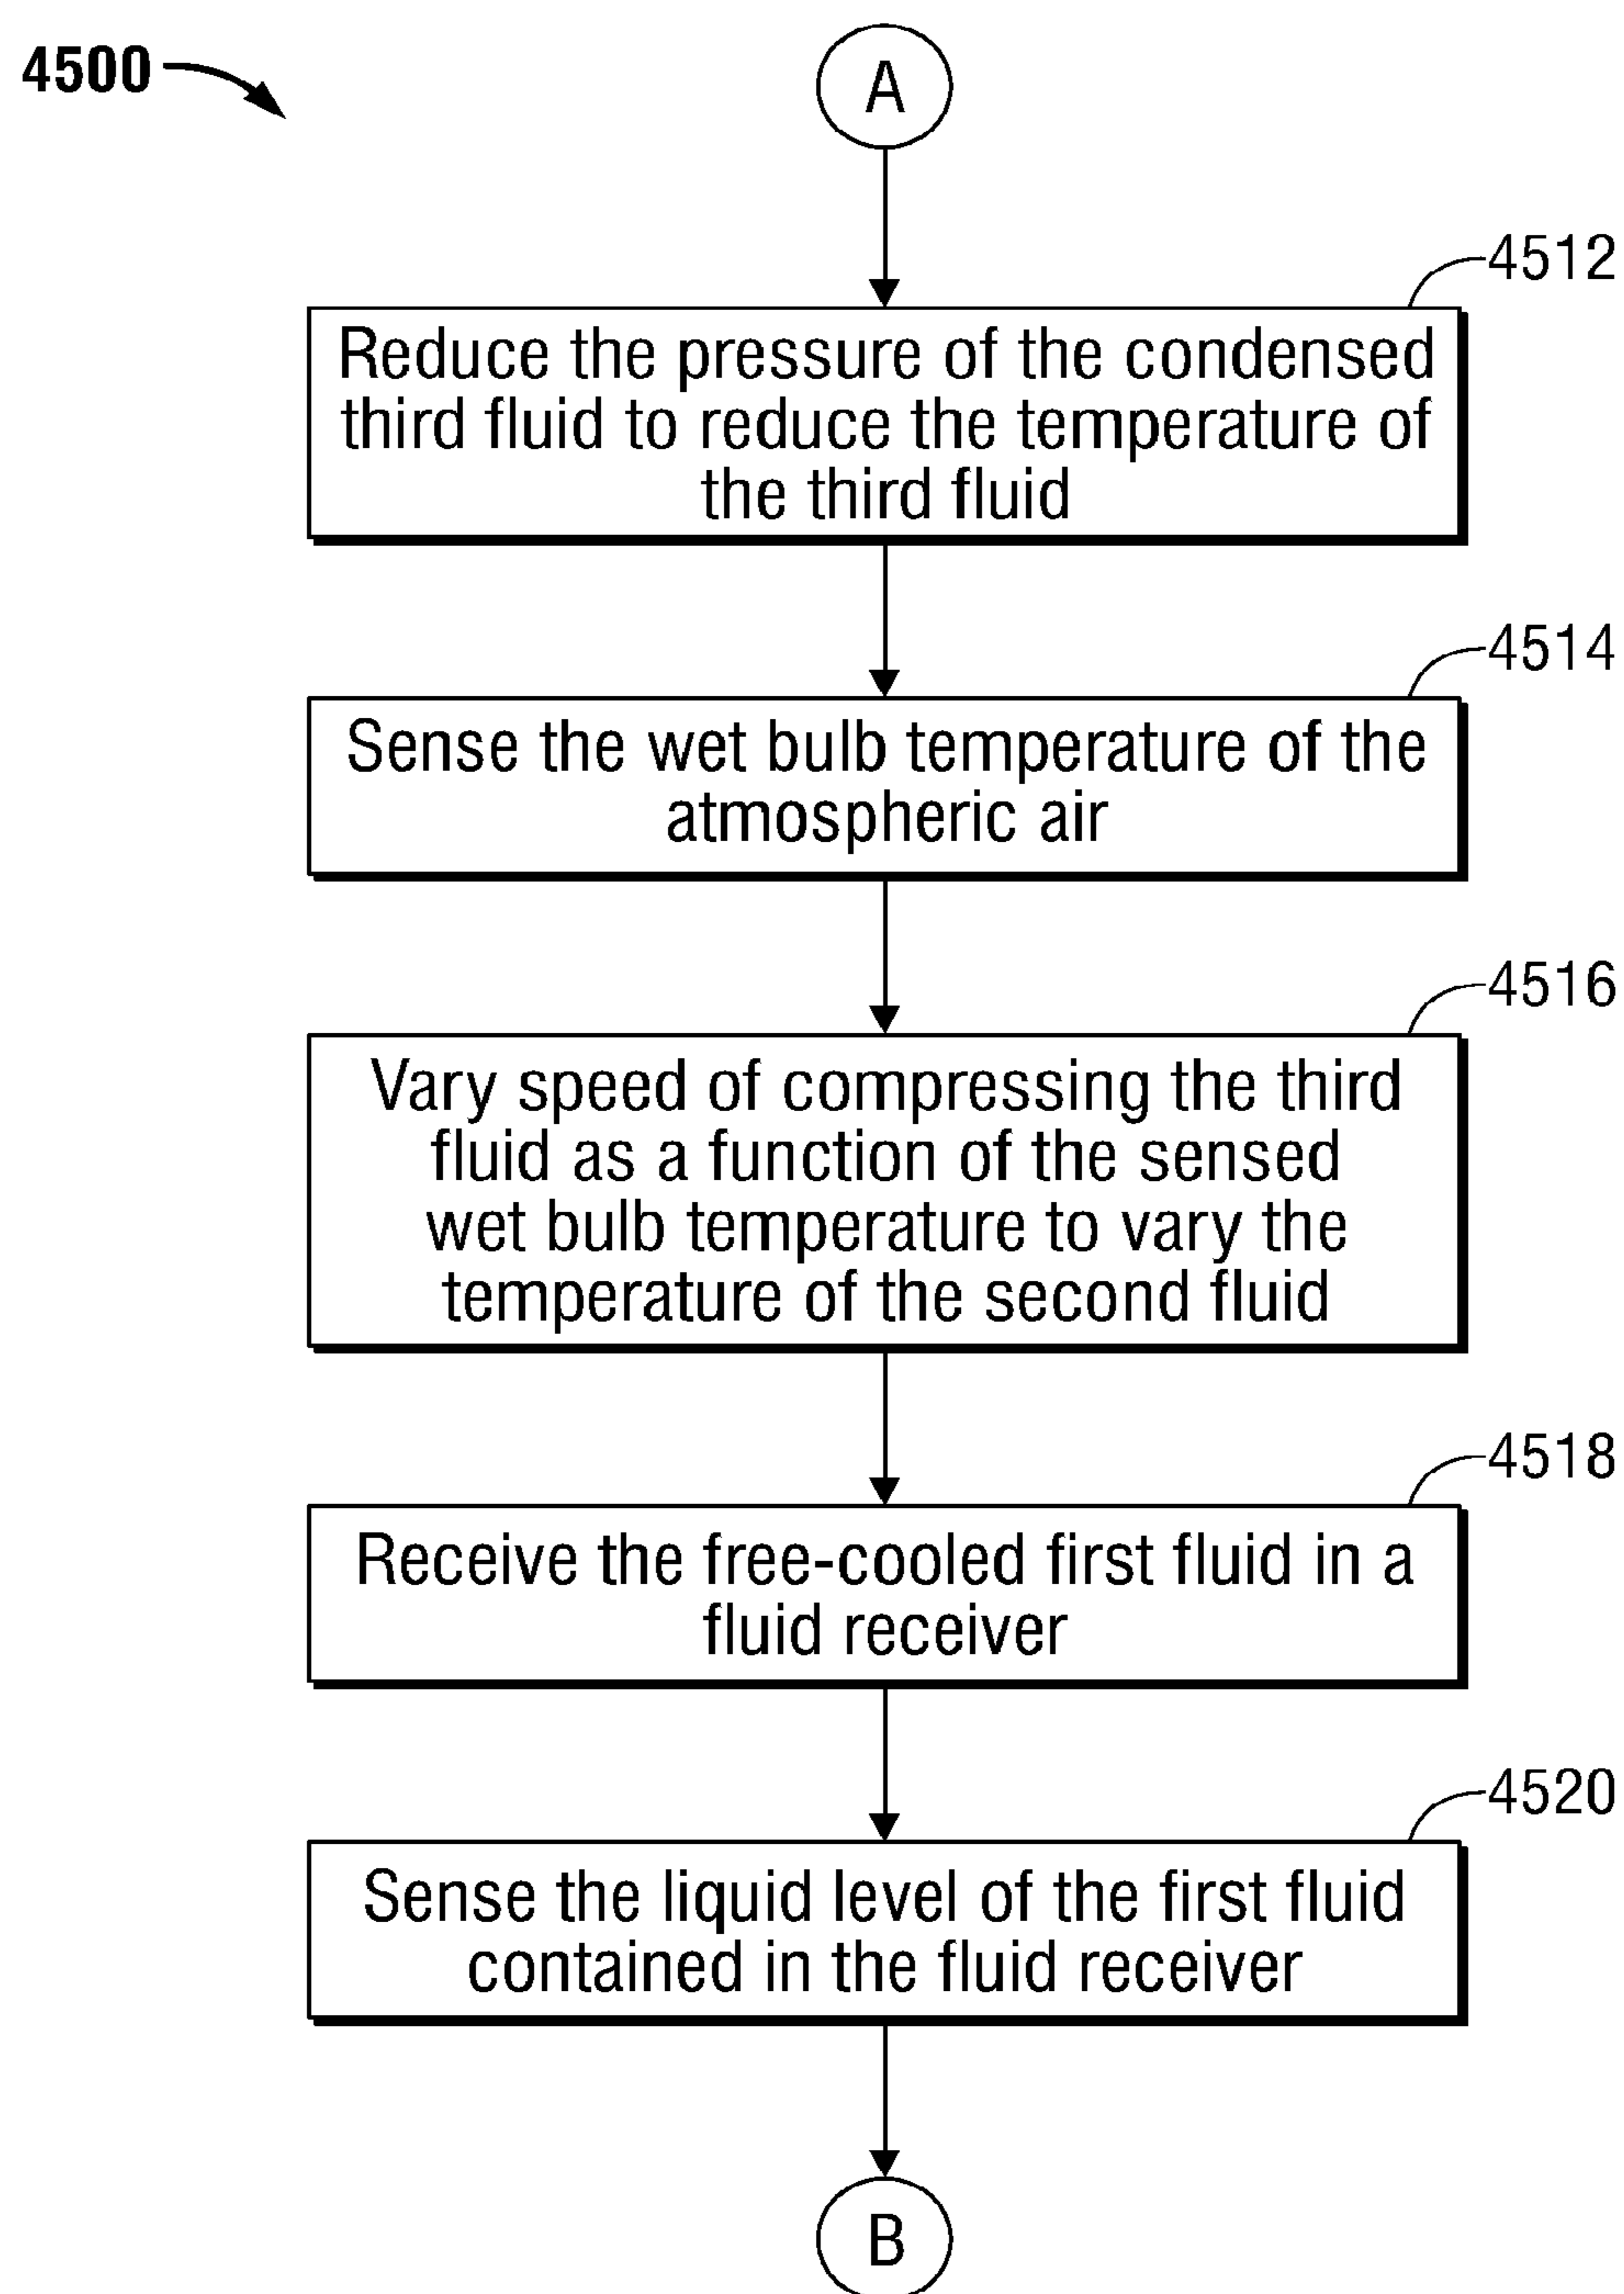 4500
A
4512
Reduce the pressure of the condensed
third fluid to reduce the temperature of
the third fluid
4514
Sense the wet bulb temperature of the
atmospheric air
4516
Vary speed of compressing the third
fluid as a function of the sensed
wet bulb temperature to vary the
temperature of the second fluid
4518
Receive the free-cooled first fluid in a
fluid receiver
4520
Sense the liquid level of the first fluid
contained in the fluid receiver
B